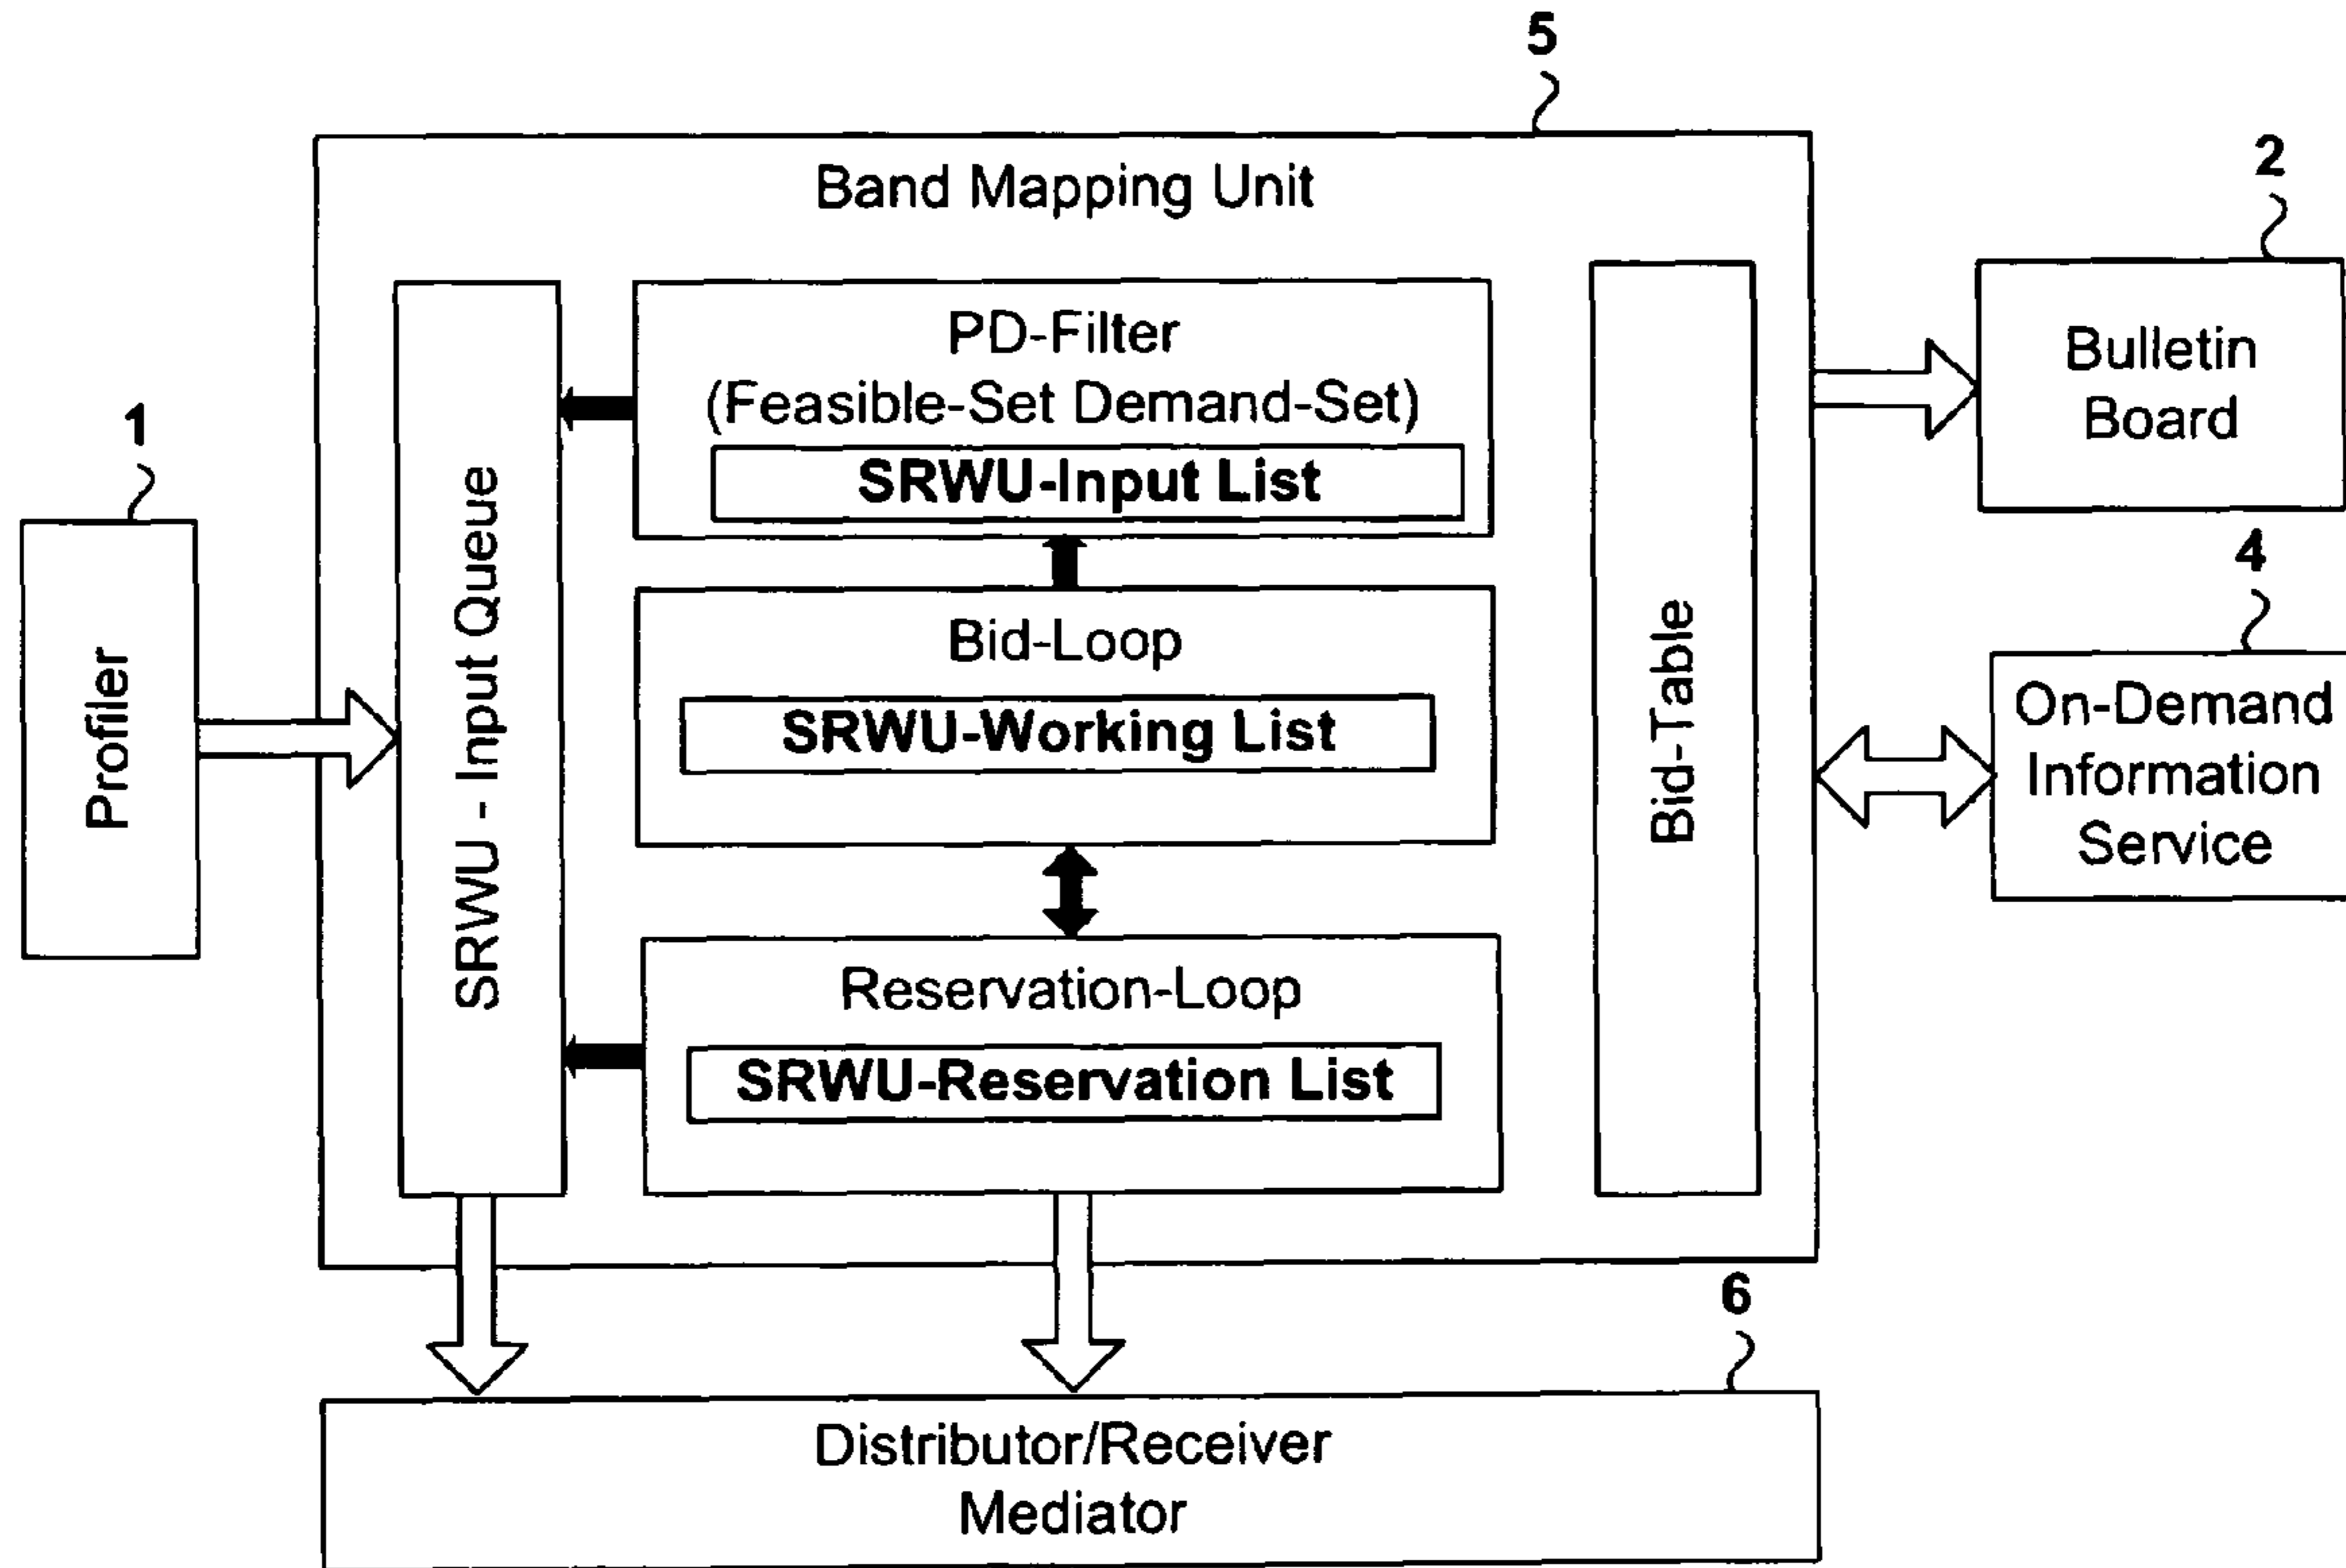 5
Band Mapping Unit
2
Bulletin
Board
PD-Filter
(Feasible-Set Demand-Set)
SRWU-Input List
1
Profiler
SRWU - Input Queue
Bid-Loop
SRWU-Working List
Bid-Table
4
On-Demand
Information
Service
Reservation-Loop
SRWU-Reservation List
6
Distributor/Receiver
Mediator